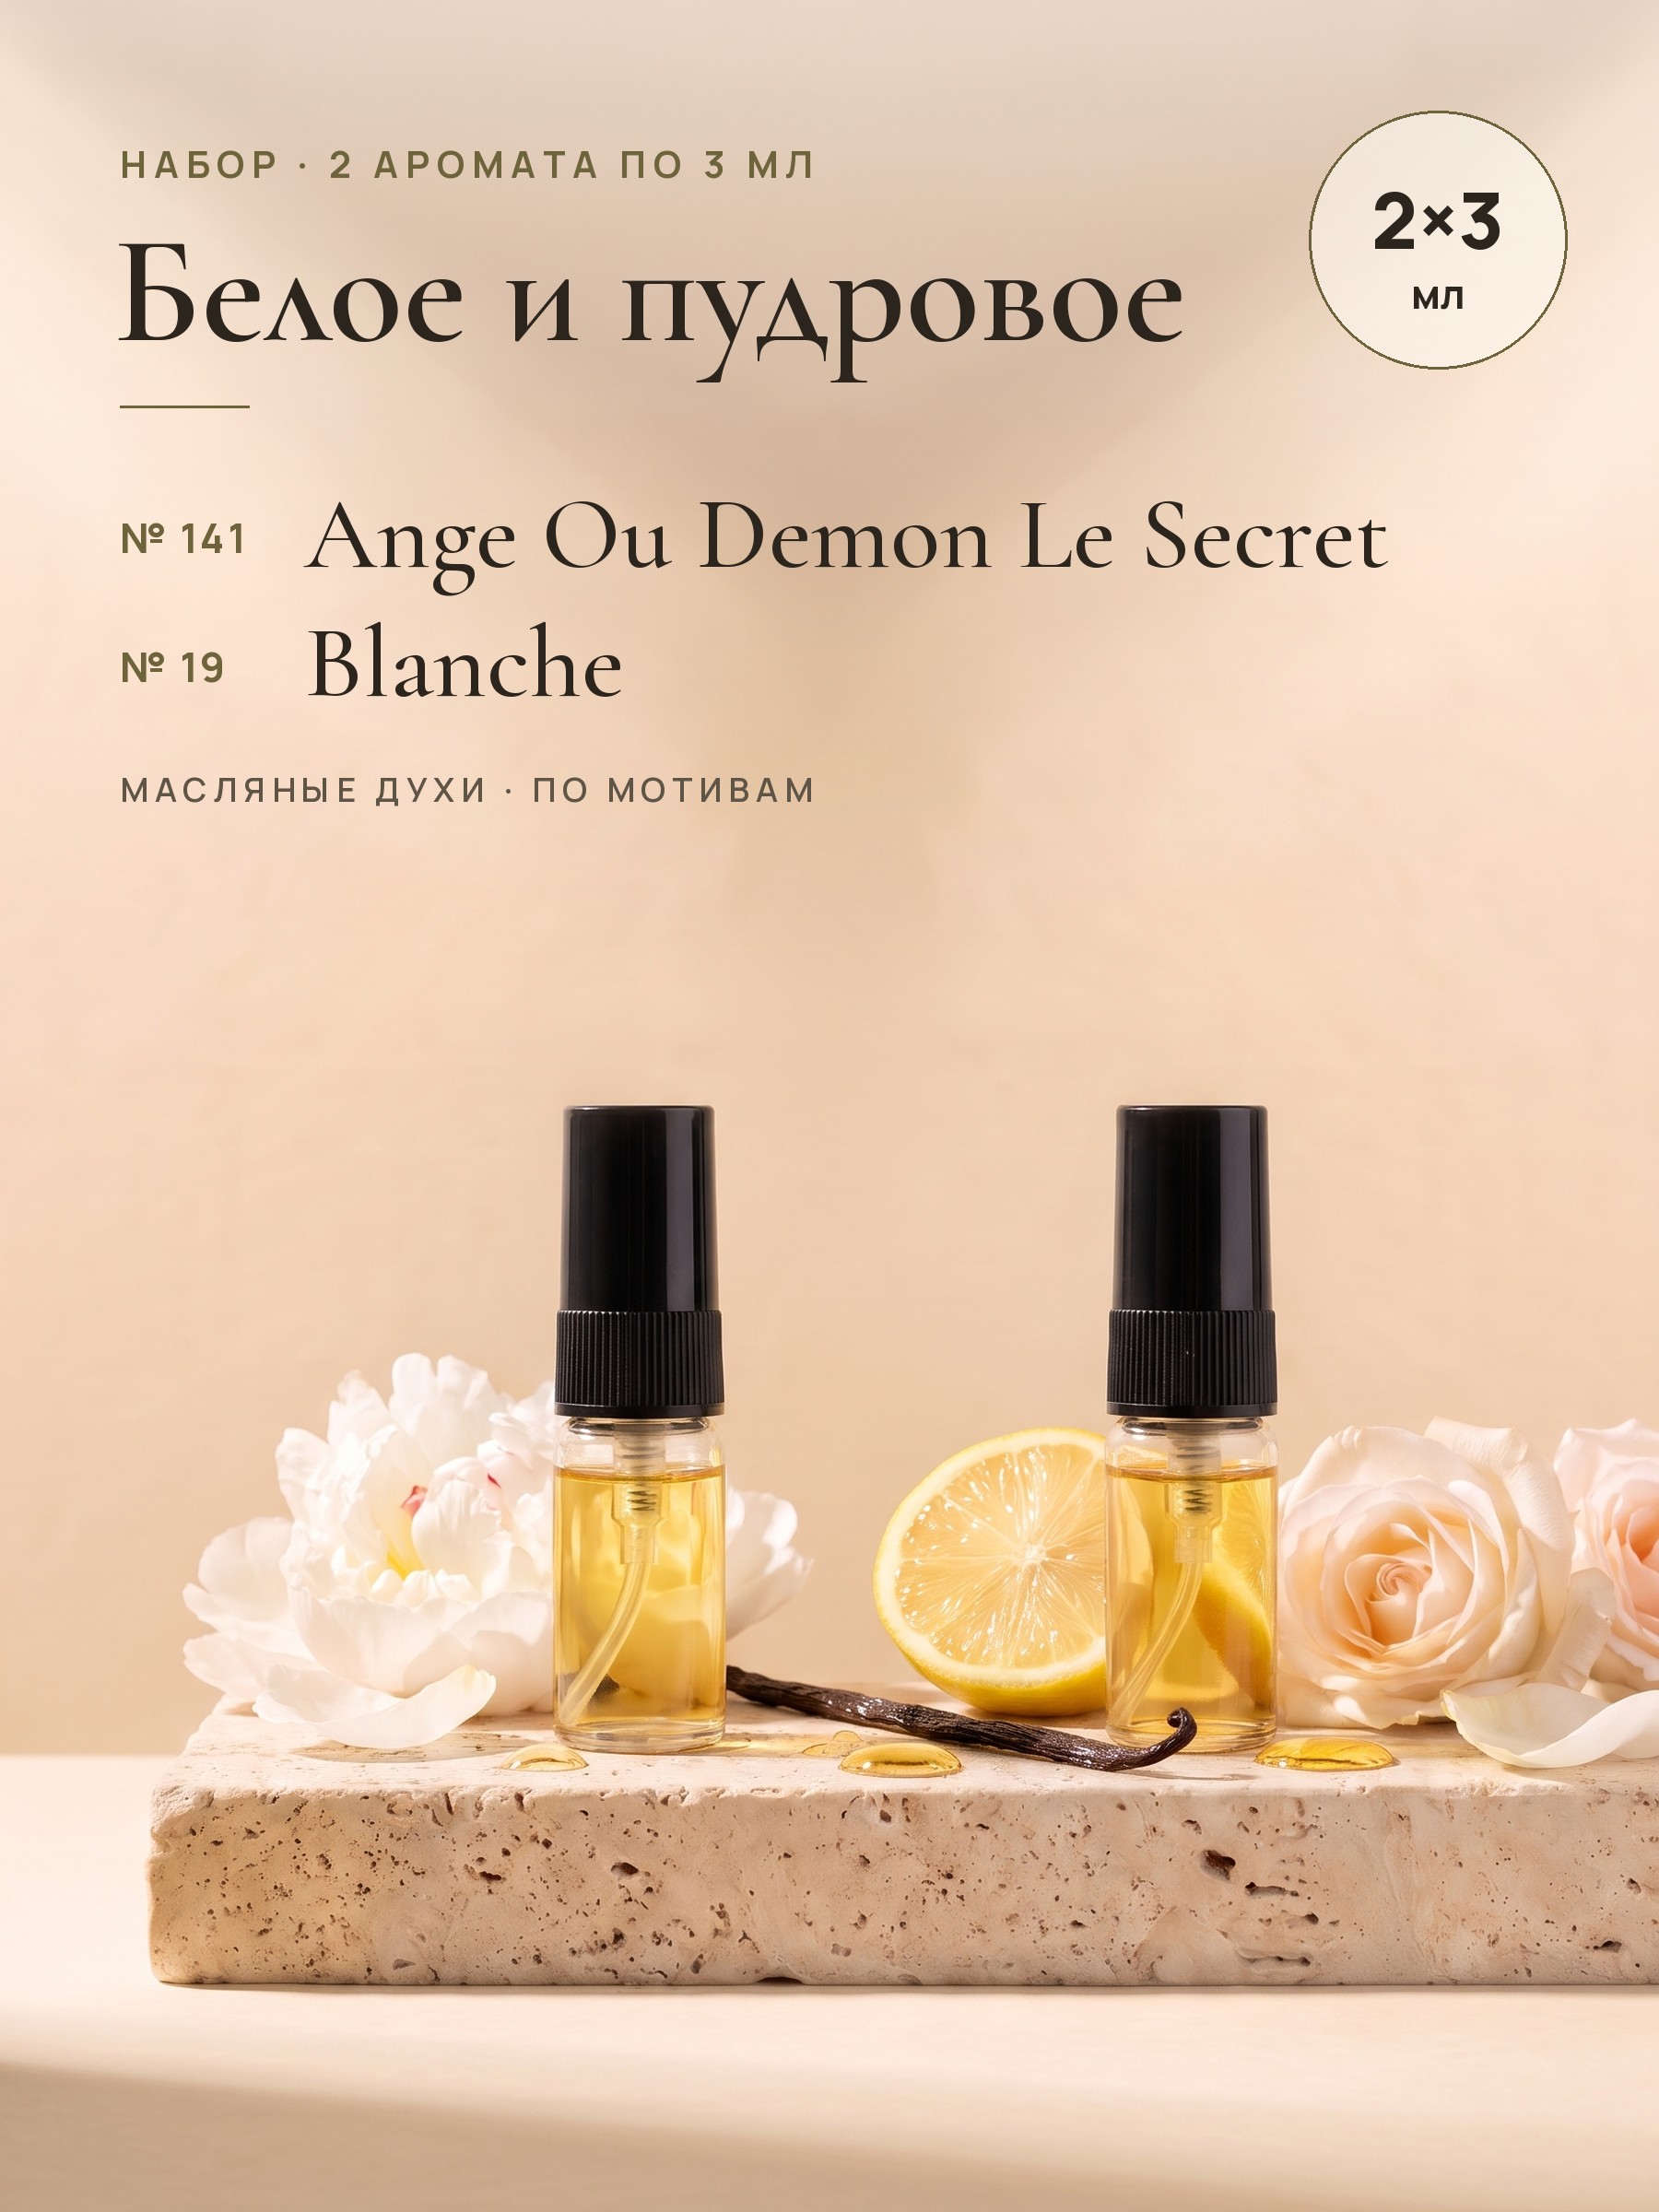 НАБОР · 2 АРОМАТА ПО 3 МЛ
2×3
мл
Белое и пудровое
№ 141 Ange Ou Demon Le Secret
№ 19 Blanche
МАСЛЯНЫЕ ДУХИ · ПО МОТИВАМ